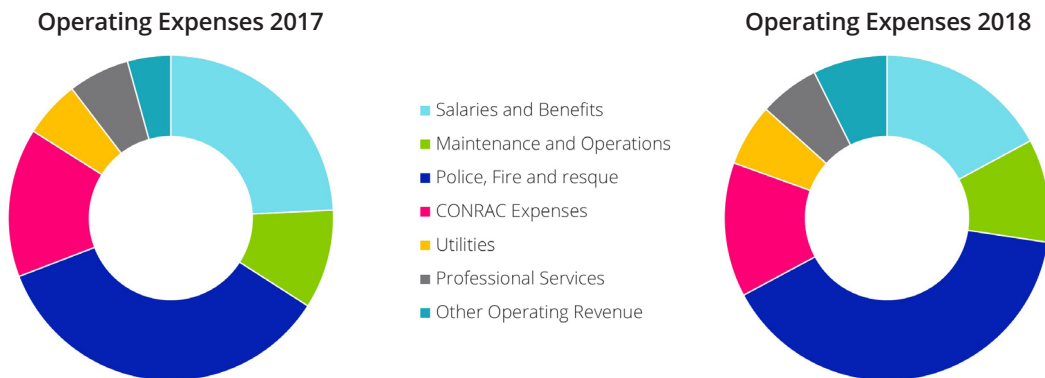 Operating Expenses 2017
Operating Expenses 2018
Salaries and Benefits
Maintenance and Operations
Police, Fire and resque
CONRAC Expenses
Utilities
Professional Services
Other Operating Revenue